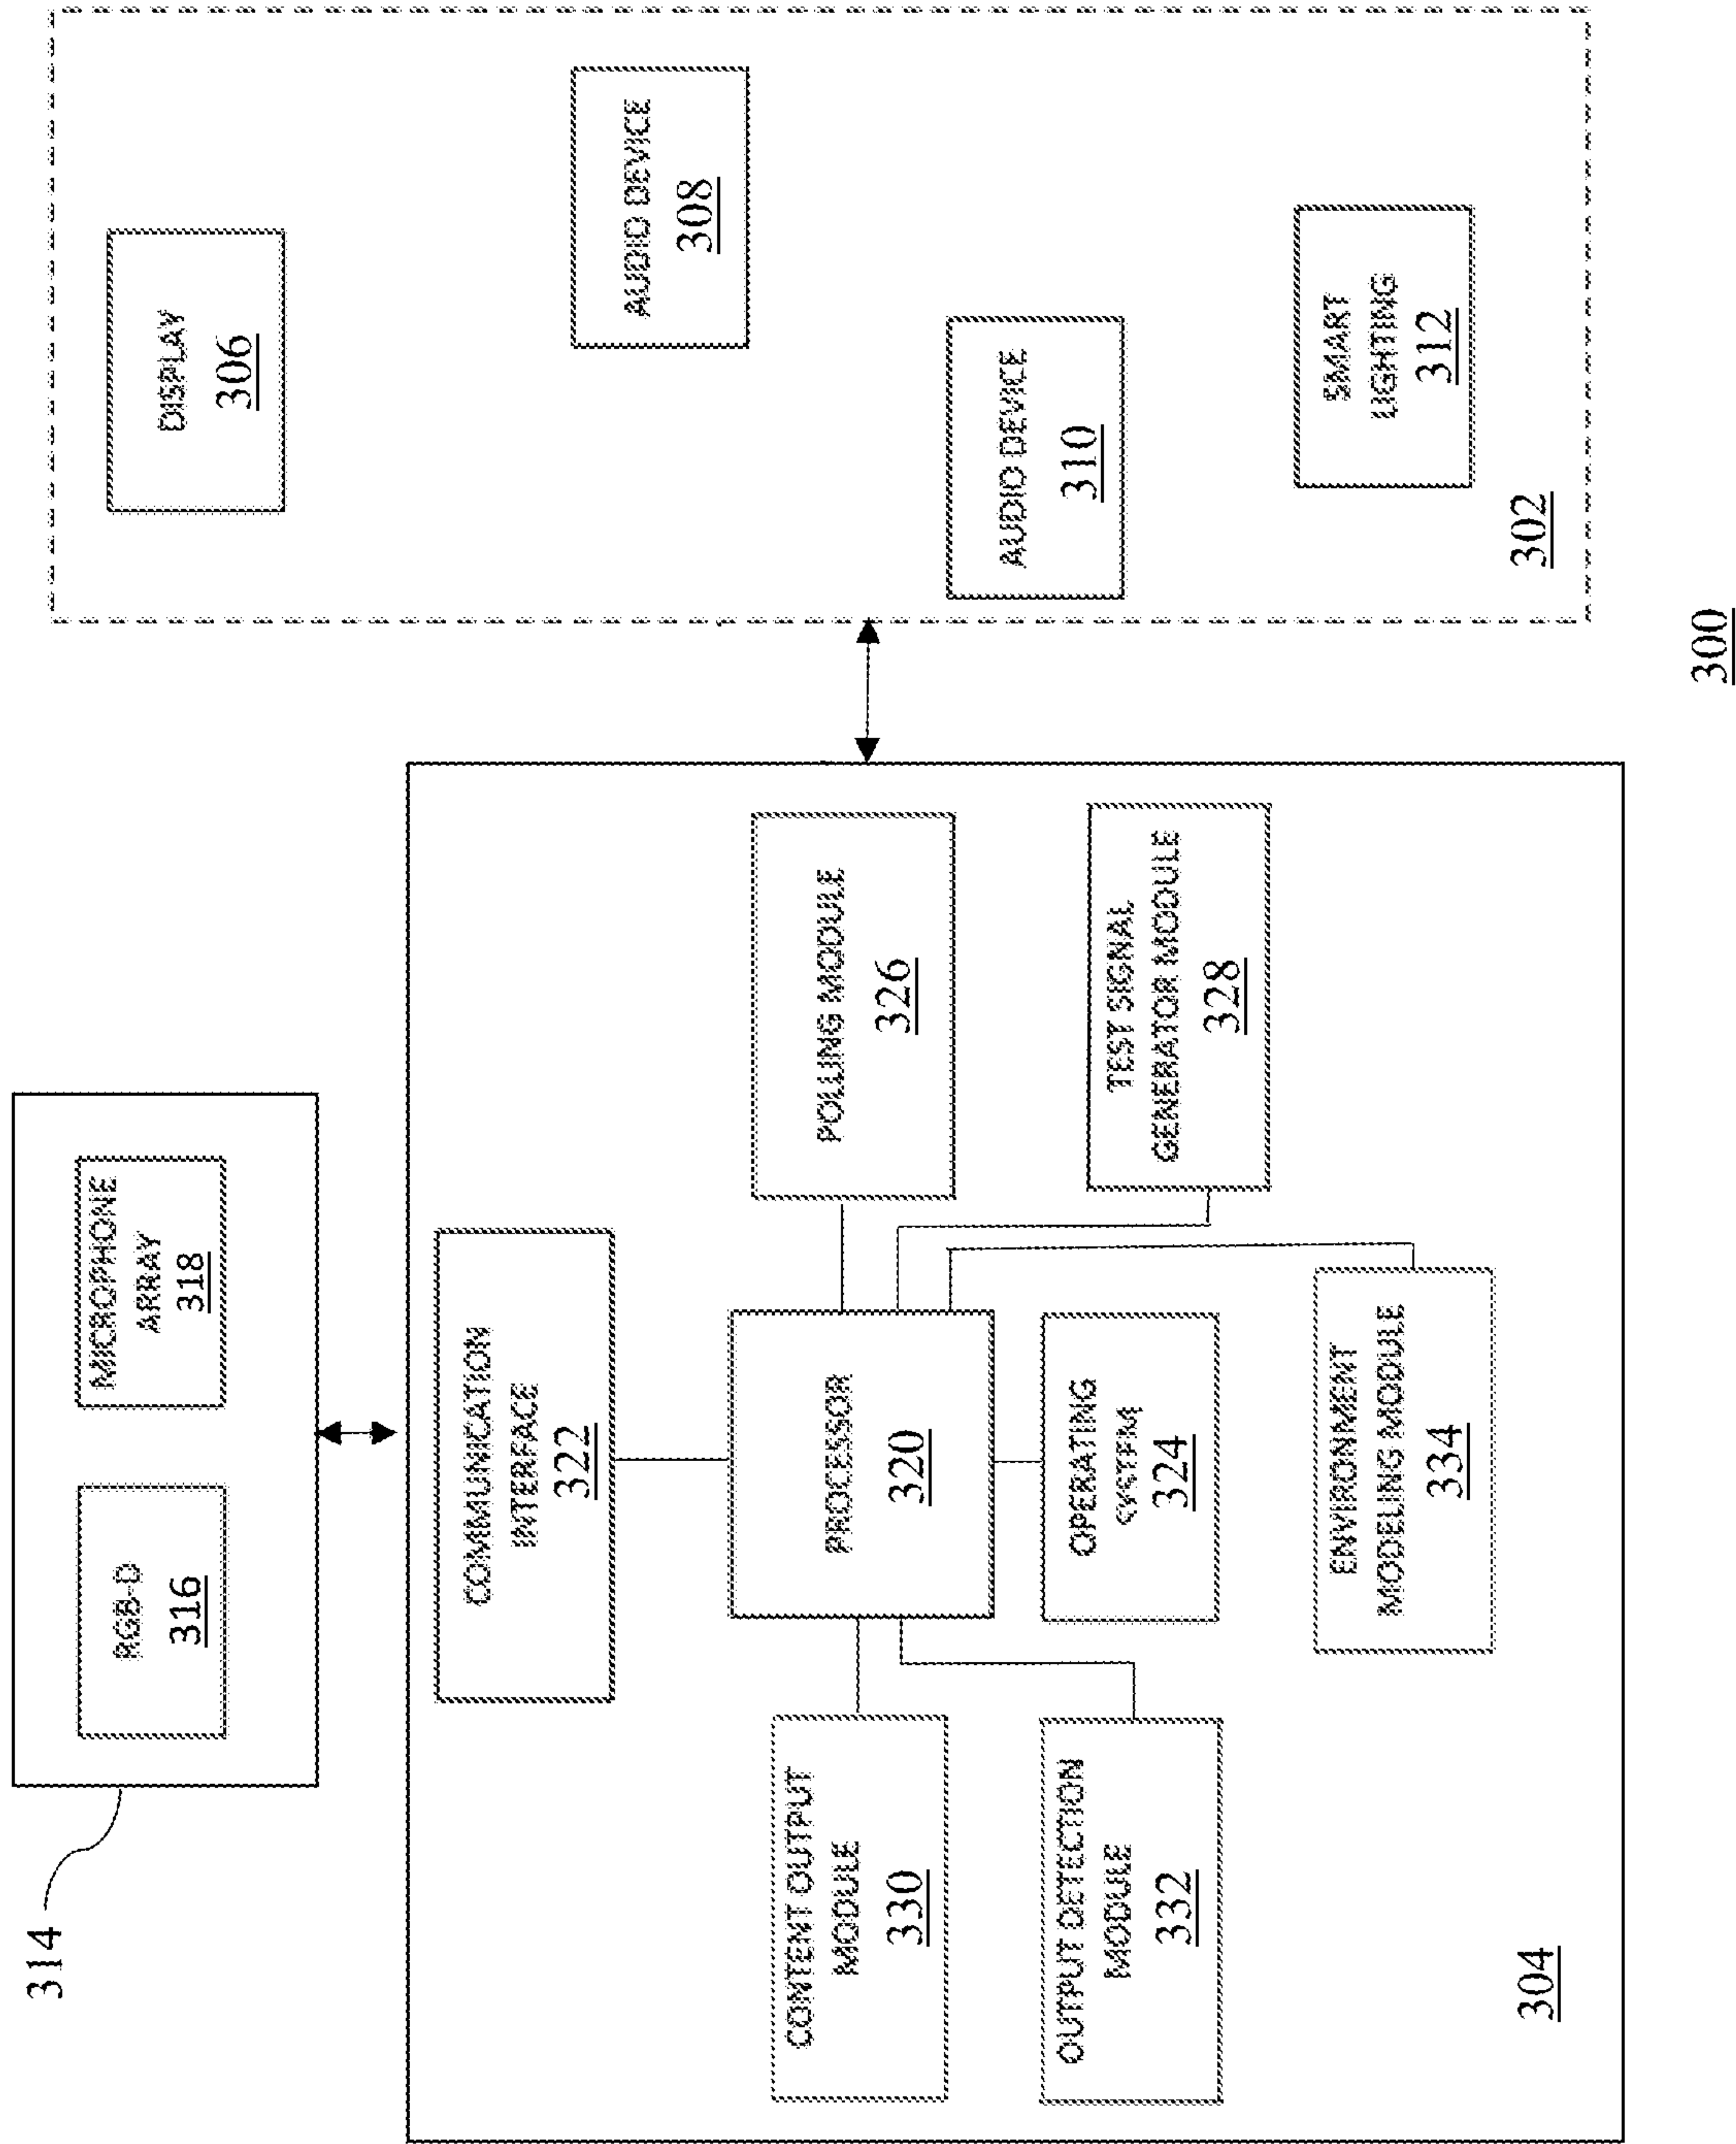 314
RGB-D
316
MICROPHONE
ARRAY
318
COMMUNICATION
INTERFACE
322
CONTENT OUTPUT
MODULE
330
PROCESSOR
320
POLLING MODULE
326
OUTPUT DETECTION
MODULE
332
OPERATING
SYSTEM
324
TEST SIGNAL
GENERATOR MODULE
328
ENVIRONMENT
MODELING MODULE
334
304
DISPLAY
306
AUDIO DEVICE
308
AUDIO DEVICE
310
SMART
LIGHTING
312
302
300